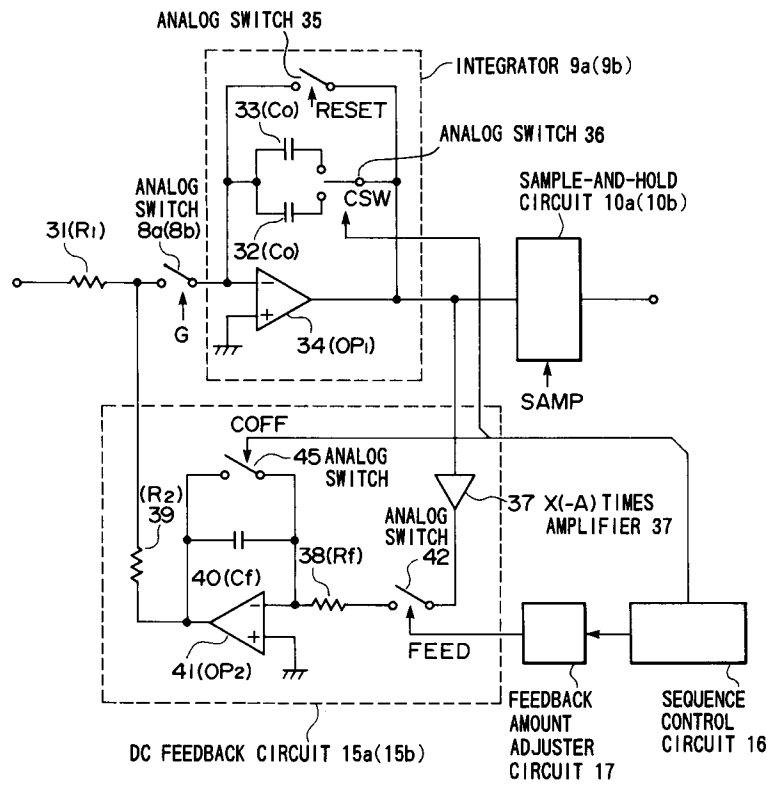 ANALOG SWITCH 35
INTEGRATOR 9a(9b)
33(Co)
RESET
ANALOG SWITCH 36
ANALOG
SWITCH
8a(8b)
CSW
SAMPLE-AND-HOLD
CIRCUIT 10a(10b)
31(R1)
32(Co)
G
34(OP1)
SAMP
COFF
45 ANALOG
SWITCH
(R2)
39
37 X(-A) TIMES
AMPLIFIER 37
ANALOG
SWITCH
42
38(Rf)
40(Cf)
41(OP2)
FEED
DC FEEDBACK CIRCUIT 15a(15b)
FEEDBACK
AMOUNT
ADJUSTER
CIRCUIT 17
SEQUENCE
CONTROL
CIRCUIT 16